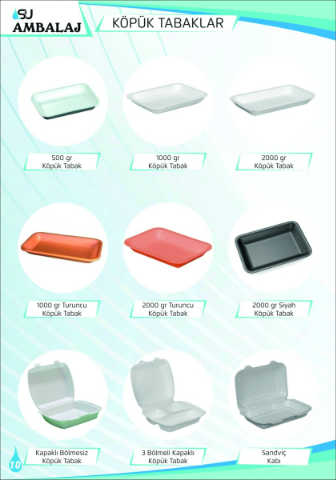 SU
AMBALAJ
KÖPÜK TABAKLAR
500 gr
Köpük Tabak
1000 gr
Köpük Tabak
2000 gr
Köpük Tabak
1000 gr Turuncu
Köpük Tabak
2000 gr Turuncu
Köpük Tabak
2000 gr Siyah
Köpük Tabak
Kapaklı Bölmesiz
Köpük Tabak
3 Bölmeli Kapaklı
Köpük Tabak
Sandviç
Kabı
10